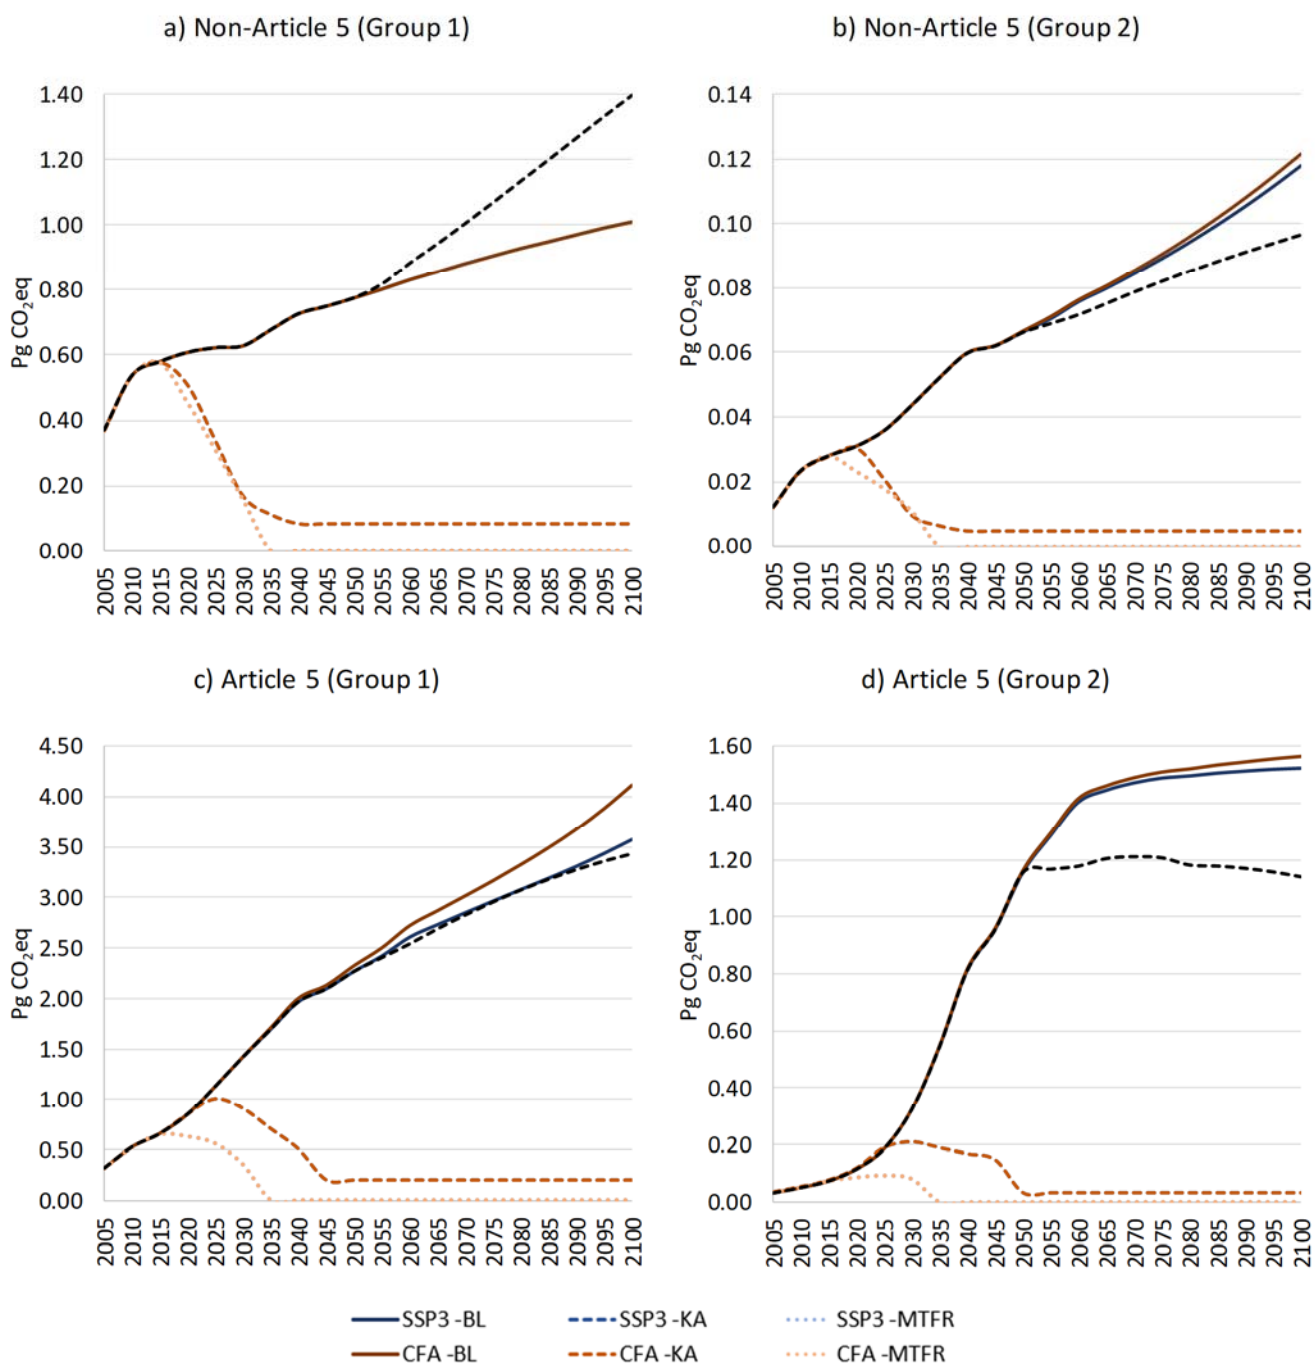 a) Non-Article 5 (Group 1)
1.40
1.20
1.00
0.80
0.60
0.40
0.20
0.00
Pg CO₂eq
2005 2010 2015 2020 2025 2030 2035 2040 2045 2050 2055 2060 2065 2070 2075 2080 2085 2090 2095 2100
b) Non-Article 5 (Group 2)
0.14
0.12
0.10
0.08
0.06
0.04
0.02
0.00
Pg CO₂eq
2005 2010 2015 2020 2025 2030 2035 2040 2045 2050 2055 2060 2065 2070 2075 2080 2085 2090 2095 2100
c) Article 5 (Group 1)
4.50
4.00
3.50
3.00
2.50
2.00
1.50
1.00
0.50
0.00
Pg CO₂eq
2005 2010 2015 2020 2025 2030 2035 2040 2045 2050 2055 2060 2065 2070 2075 2080 2085 2090 2095 2100
d) Article 5 (Group 2)
1.60
1.40
1.20
1.00
0.80
0.60
0.40
0.20
0.00
Pg CO₂eq
2005 2010 2015 2020 2025 2030 2035 2040 2045 2050 2055 2060 2065 2070 2075 2080 2085 2090 2095 2100
SSP3 -BL SSP3 -KA SSP3 -MTFR
CFA -BL CFA -KA CFA -MTFR